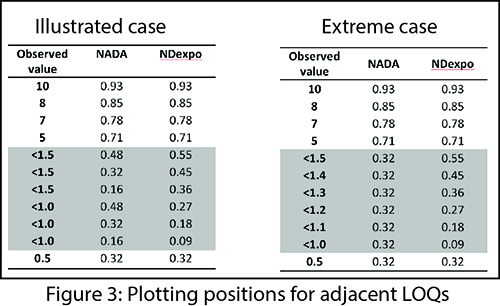 Illustrated case
Observed value NADA NDexpo
10 0.93 0.93
8 0.85 0.85
7 0.78 0.78
5 0.71 0.71
<1.5 0.48 0.55
<1.5 0.32 0.45
<1.5 0.16 0.36
<1.0 0.48 0.27
<1.0 0.32 0.18
<1.0 0.16 0.09
0.5 0.32 0.32
Extreme case
Observed value NADA NDexpo
10 0.93 0.93
8 0.85 0.85
7 0.78 0.78
5 0.71 0.71
<1.5 0.32 0.55
<1.4 0.32 0.45
<1.3 0.32 0.36
<1.2 0.32 0.27
<1.1 0.32 0.18
<1.0 0.32 0.09
0.5 0.32 0.32
Figure 3: Plotting positions for adjacent LOQs